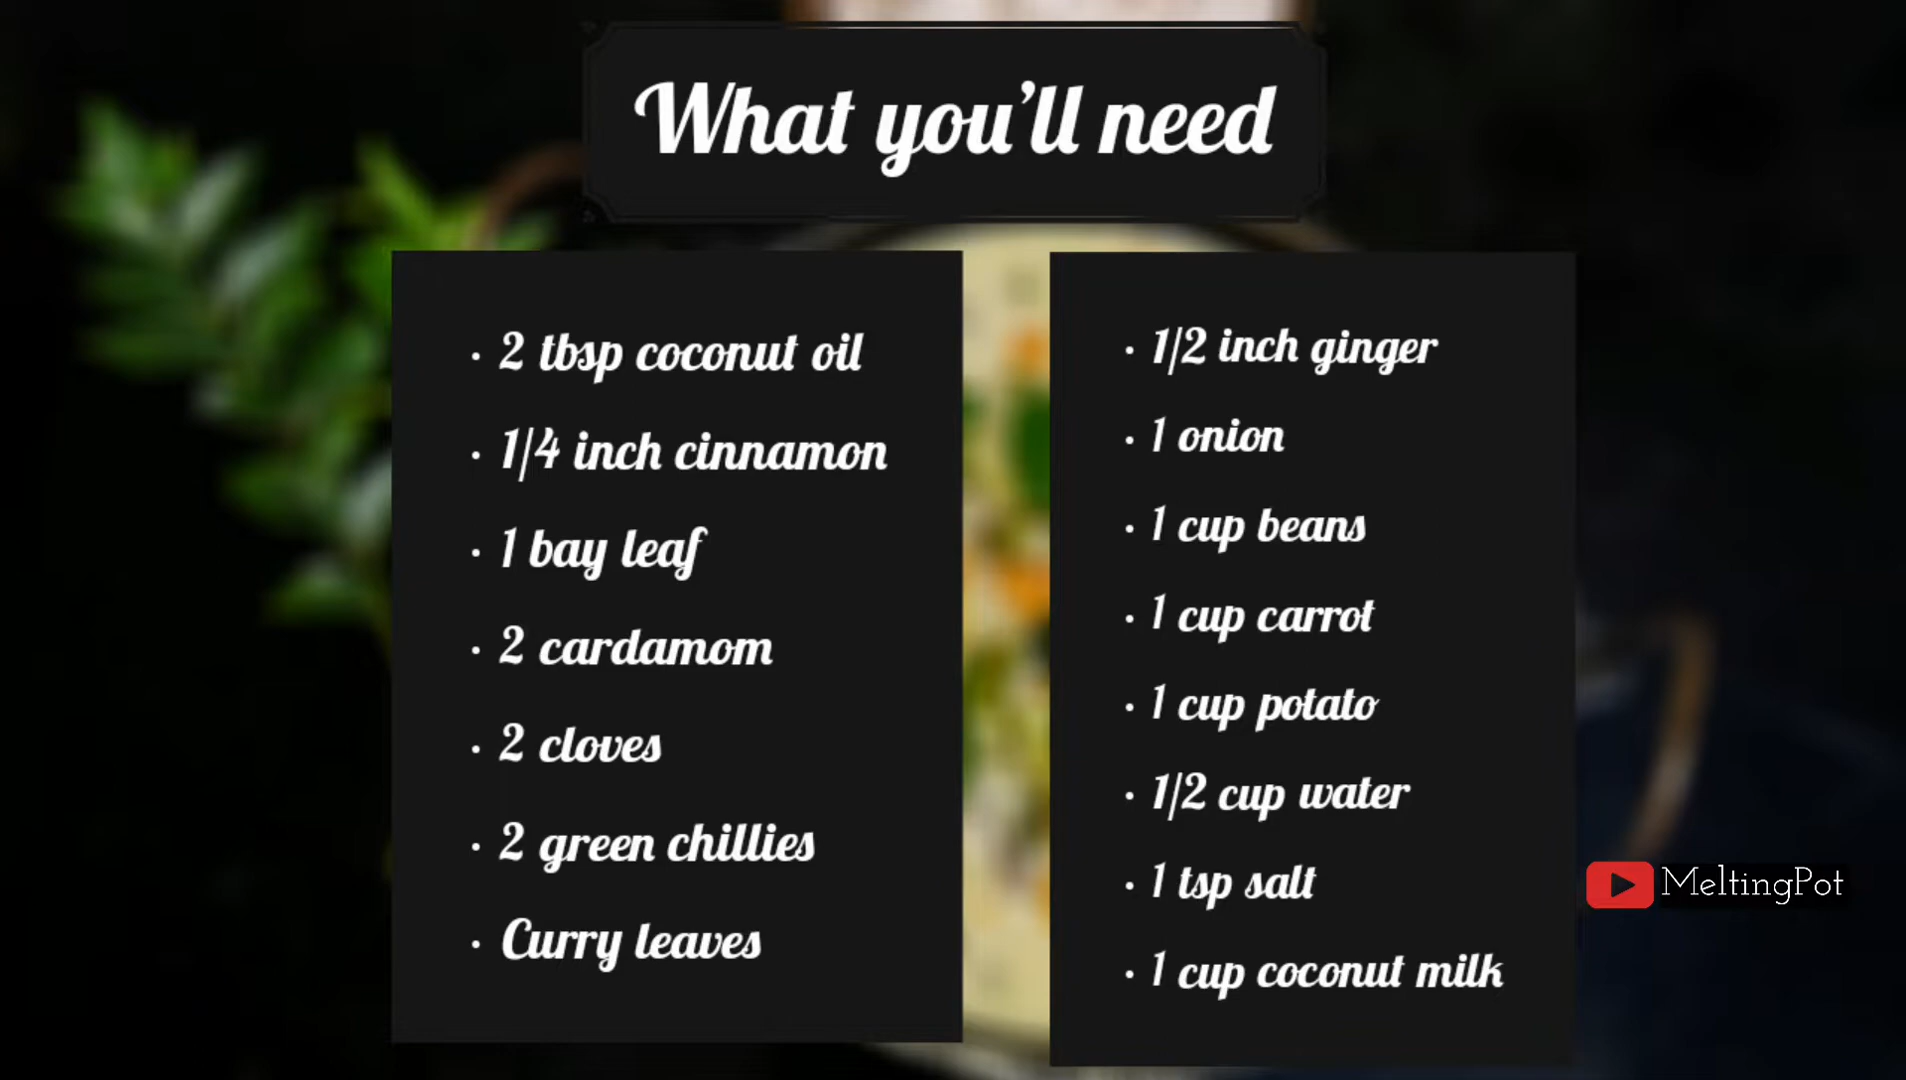 What you'll need
• 2 tbsp coconut oil
• 1/4 inch cinnamon
• 1 bay leaf
• 2 cardamom
• 2 cloves
• 2 green chillies
• Curry leaves
• 1/2 inch ginger
• 1 onion
• 1 cup beans
• 1 cup carrot
• 1 cup potato
• 1/2 cup water
• 1 tsp salt
• 1 cup coconut milk
MeltingPot